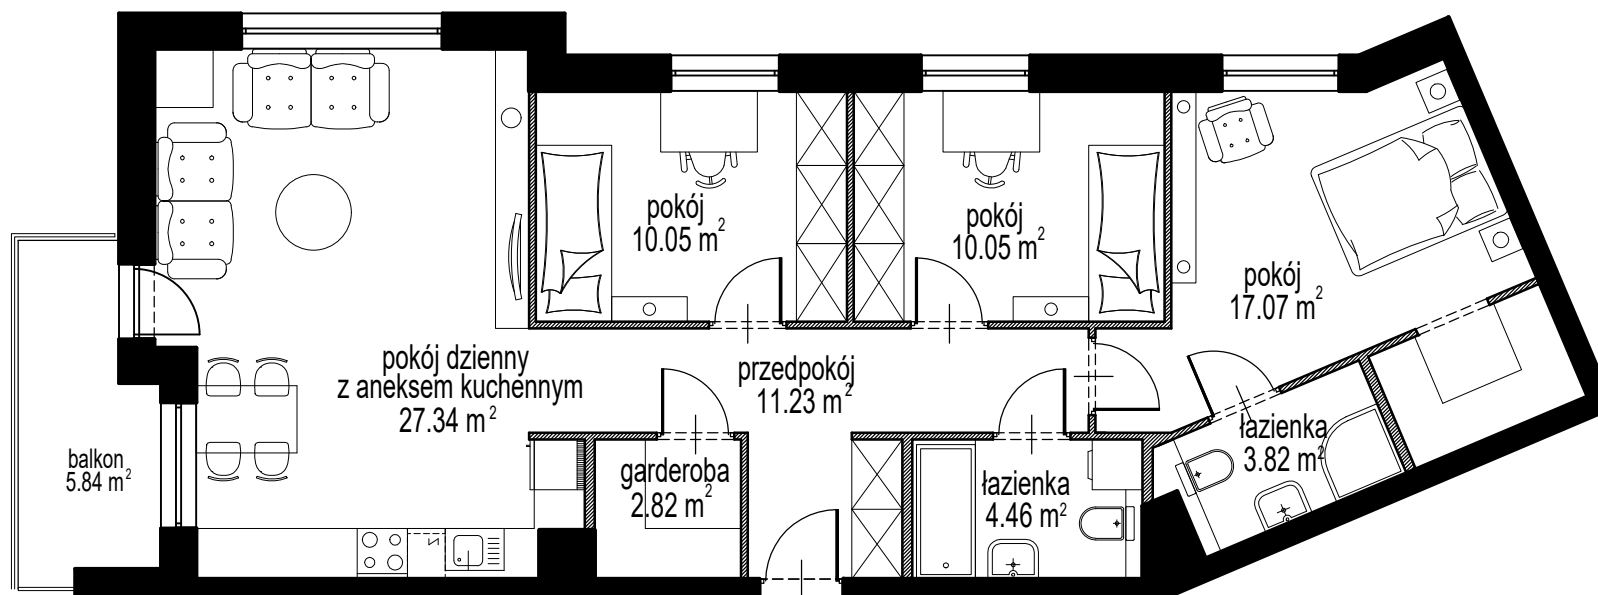 pokój
10.05 m²
pokój
10.05 m²
pokój
17.07 m²
pokój dzienny
z aneksem kuchennym
27.34 m²
przedpokój
11.23 m²
balkon
5.84 m²
garderoba
2.82 m²
łazienka
4.46 m²
łazienka
3.82 m²